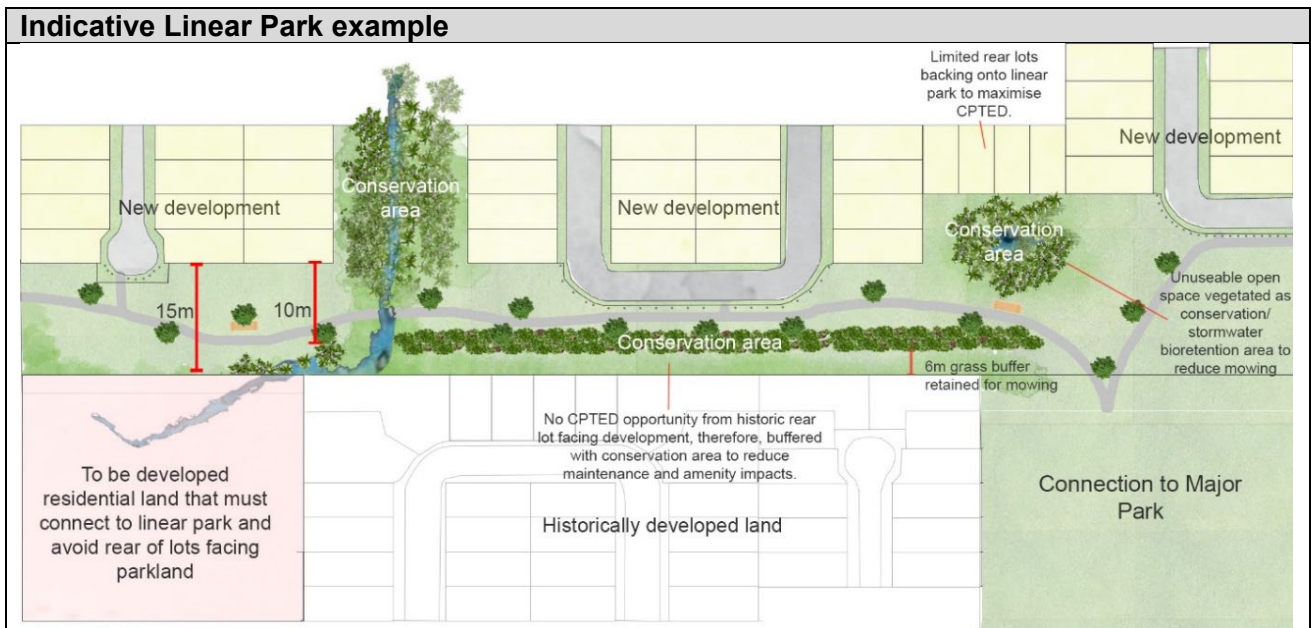 Indicative Linear Park example
Limited rear lots
backing onto linear
park to maximise
CPTED.
New development
Conservation
area
New development
New development
Conservation
area
Unuseable open
space vegetated as
conservation/
stormwater
bioretention area to
reduce mowing
15m
10m
Conservation area
6m grass buffer
retained for mowing
No CPTED opportunity from historic rear
lot facing development, therefore, buffered
with conservation area to reduce
maintenance and amenity impacts.
To be developed
residential land that must
connect to linear park and
avoid rear of lots facing
parkland
Historically developed land
Connection to Major
Park